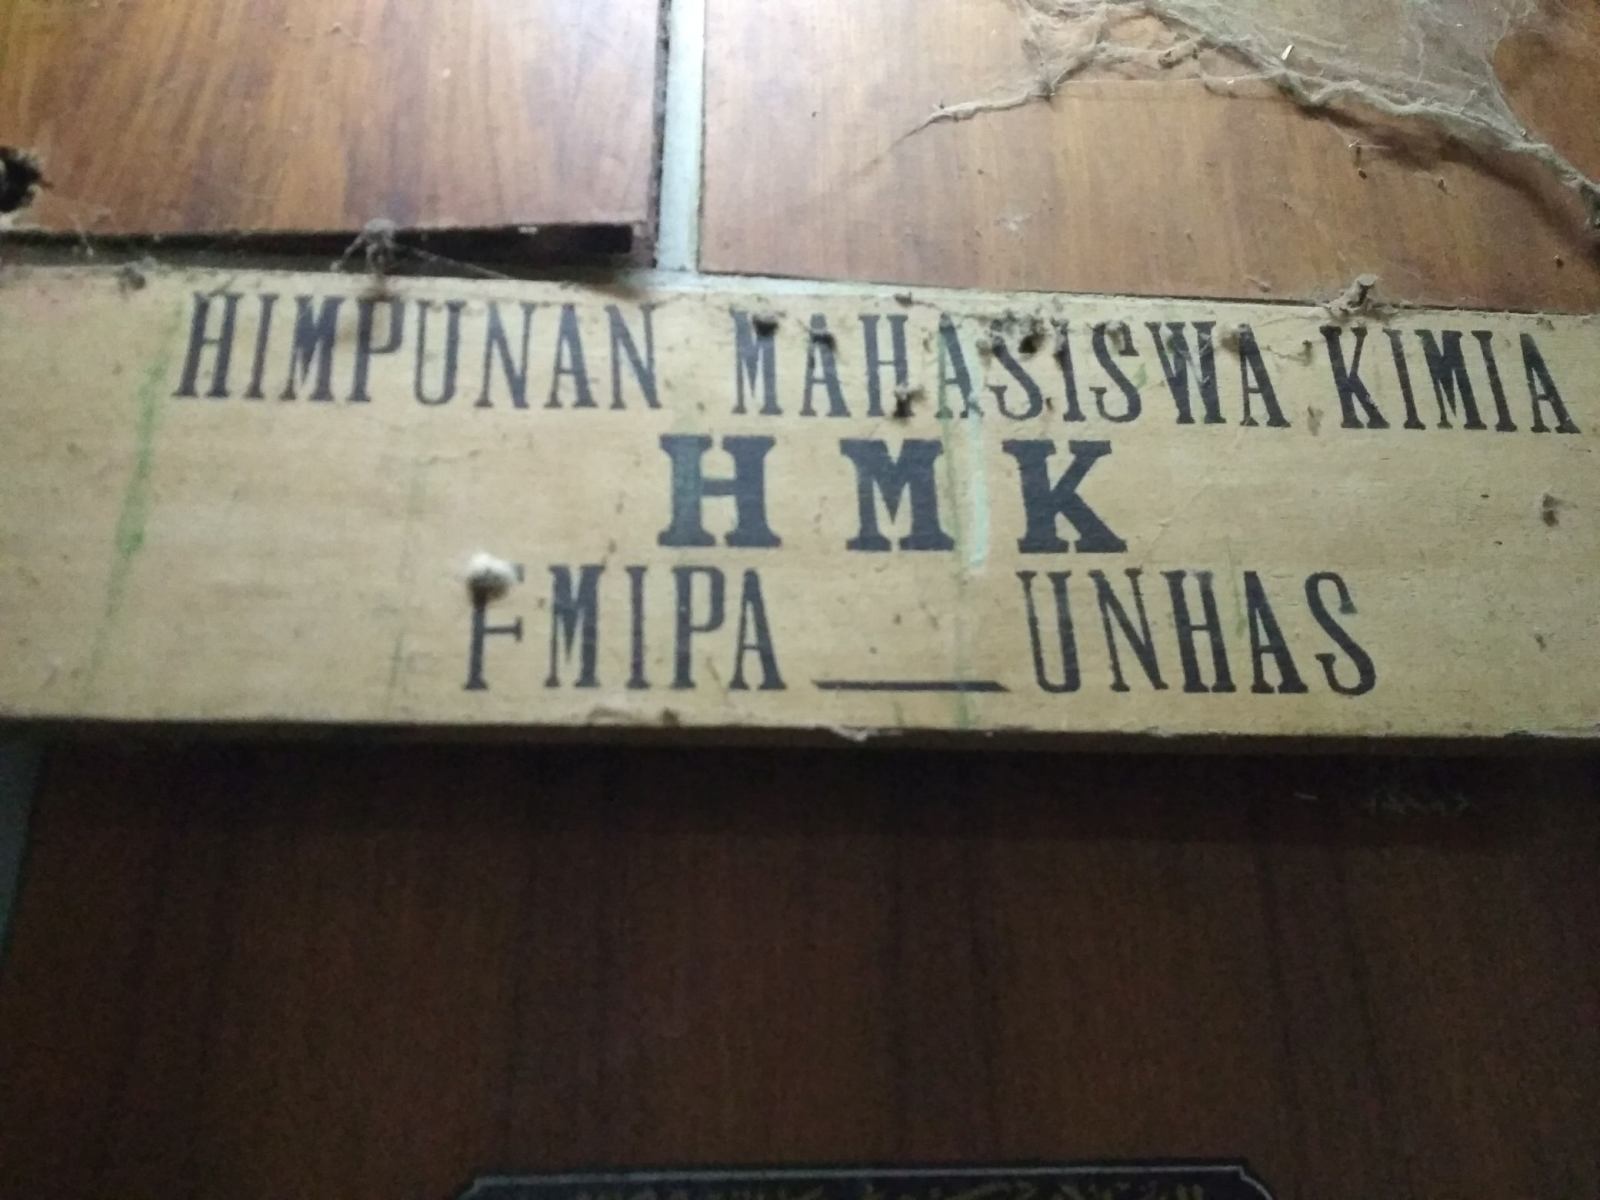 HIMPUNAN MAHASISWA KIMIA
HMK
FMIPA __ UNHAS